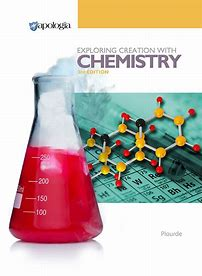 apologia
EXPLORING CREATION WITH
CHEMISTRY
3rd EDITION
250
200
150
100
Plourde